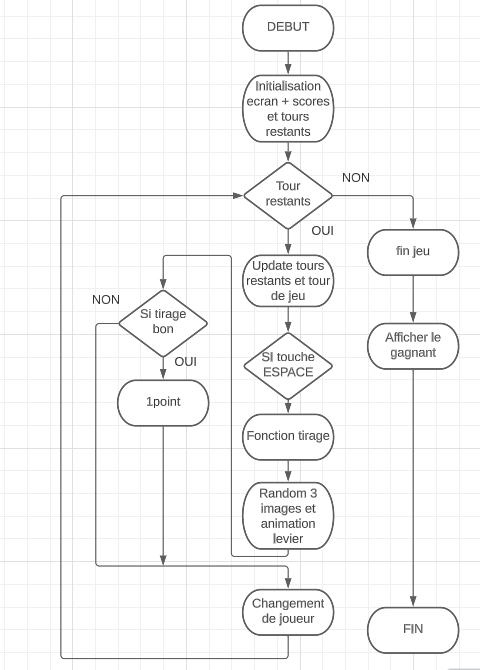 DEBUT
Initialisation
ecran + scores
et tours
restants
Tour
restants
NON
OUI
fin jeu
Update tours
restants et tour
de jeu
NON
Si tirage
bon
OUI
Afficher le
gagnant
SI touche
ESPACE
1point
Fonction tirage
Random 3
images et
animation
levier
Changement
de joueur
FIN